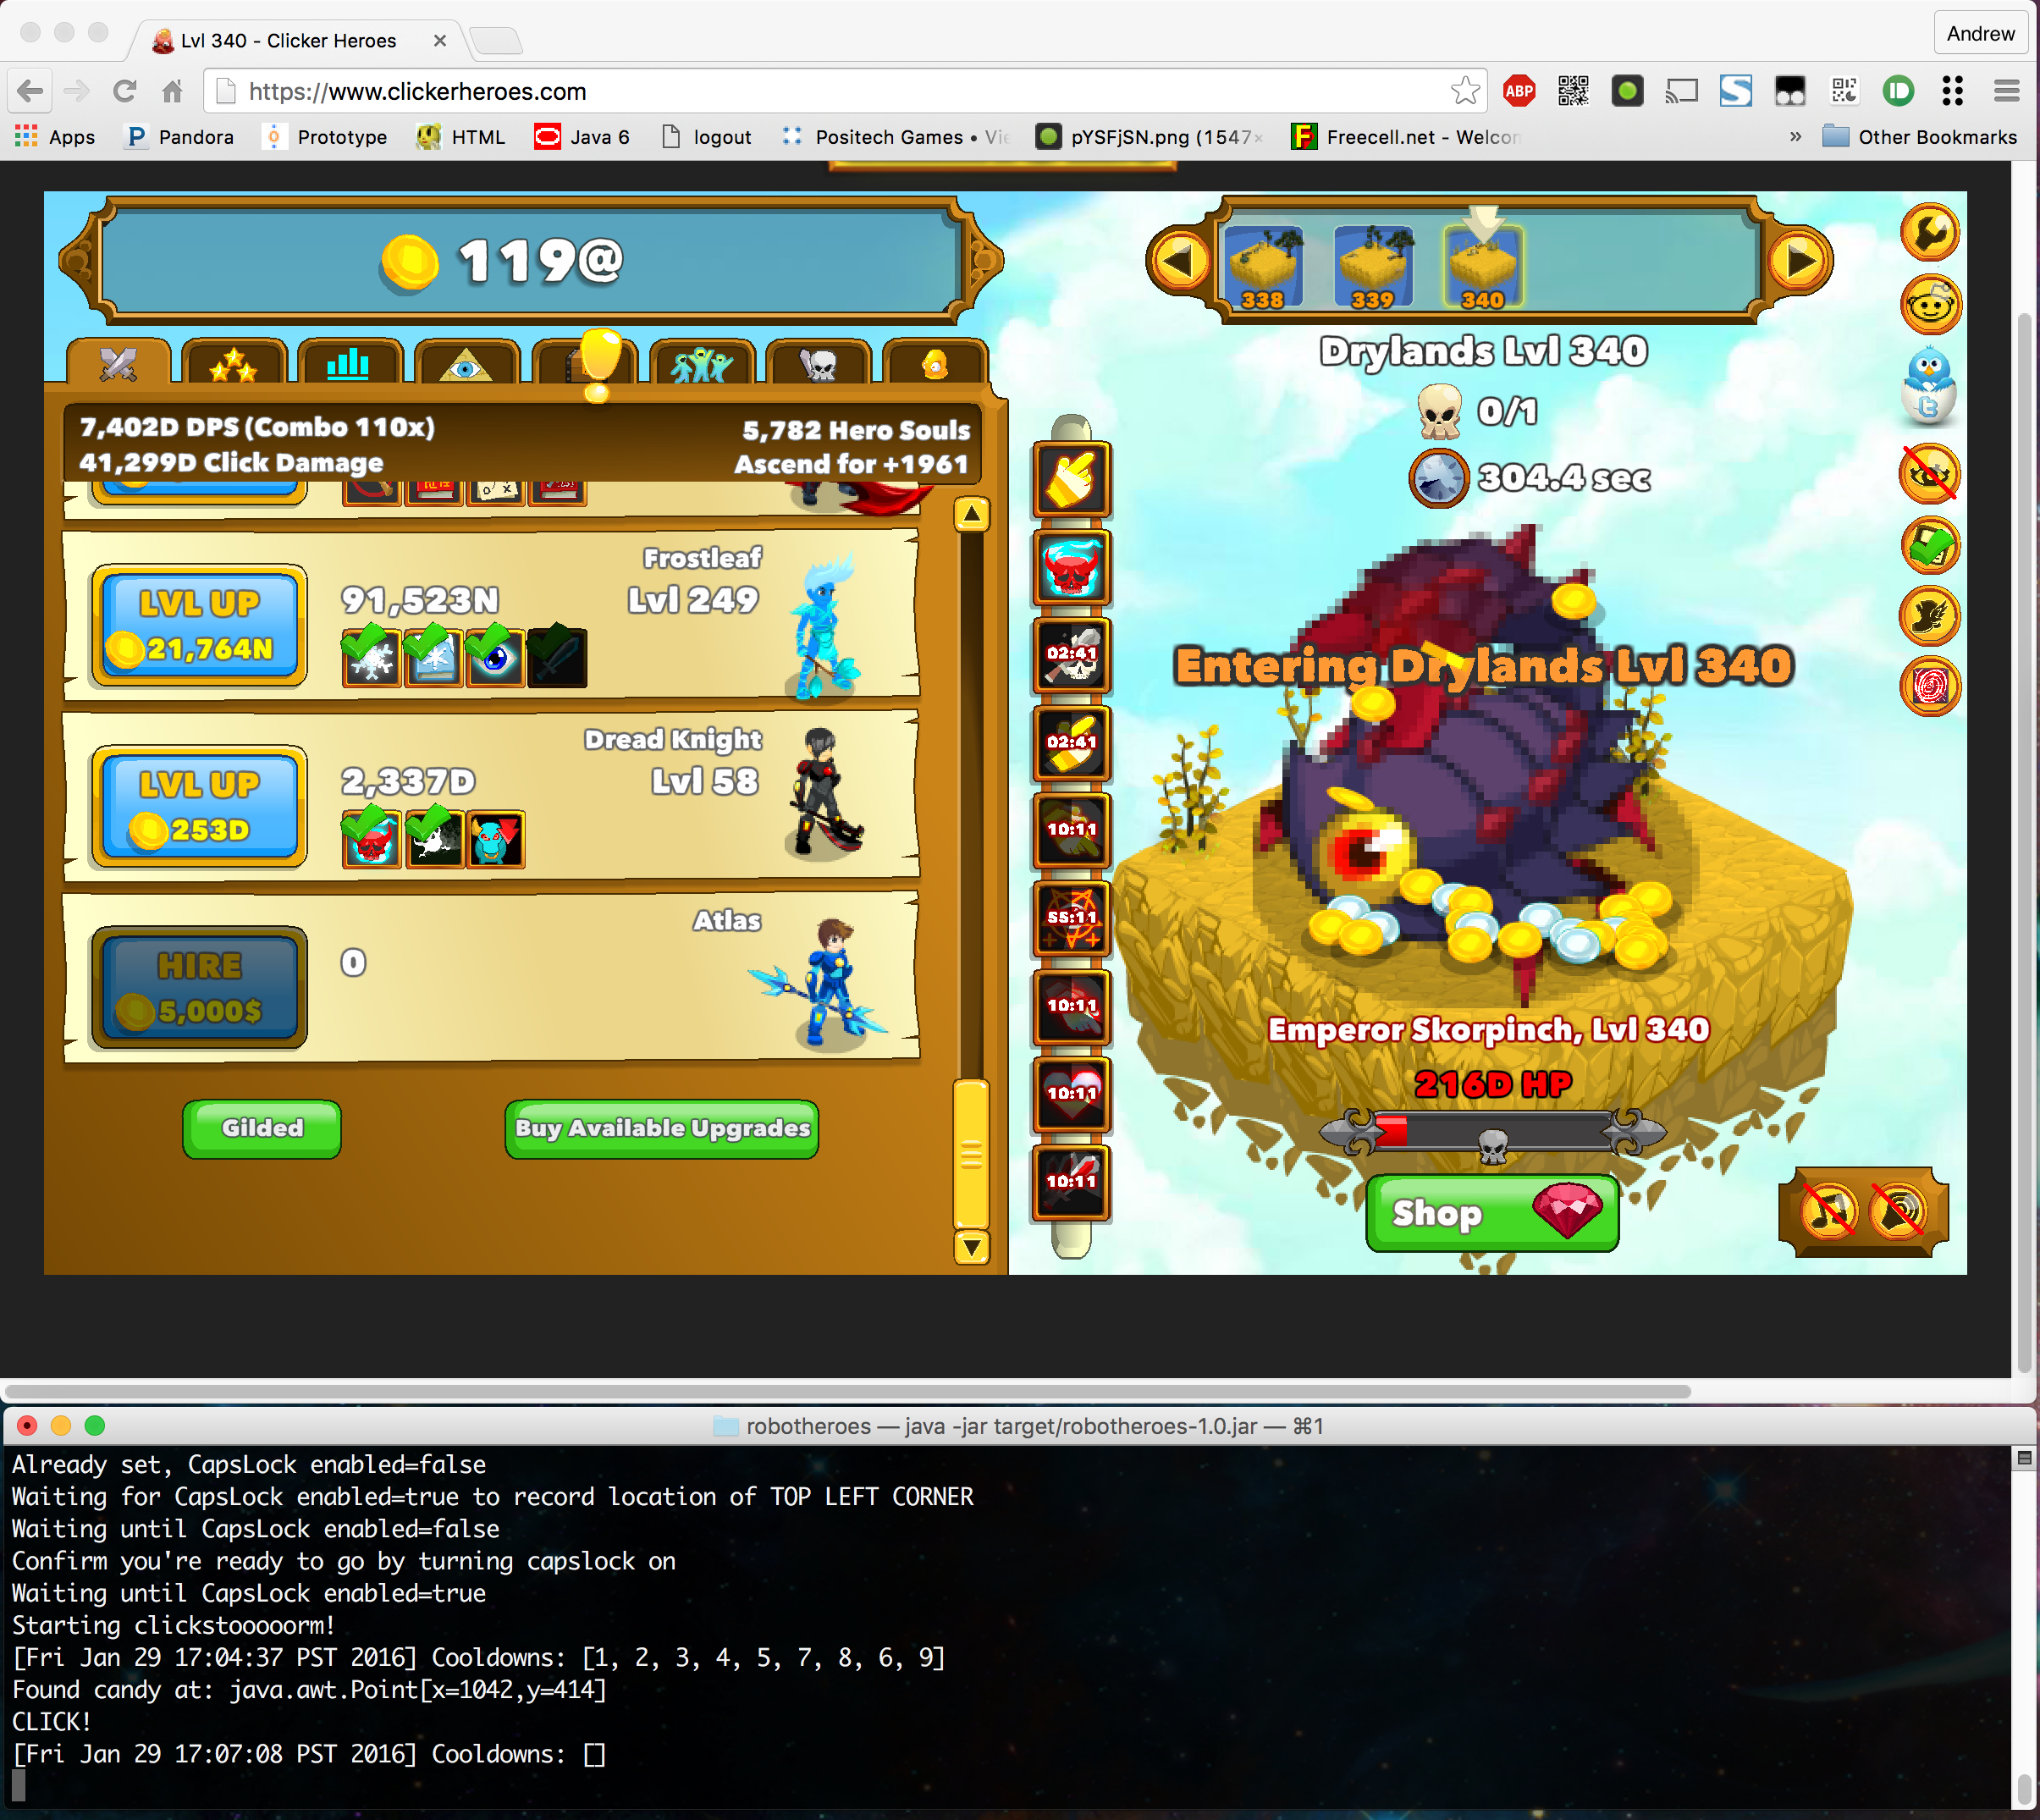 Lvl 340 - Clicker Heroes
Andrew
https://www.clickerheroes.com
ABP
Apps
P Pandora
Prototype
HTML
Java 6
logout
Positech Games • Vie
pYSFjSN.png (1547×
F Freecell.net - Welcon
»
Other Bookmarks
119@
338
339
340
Drylands Lvl 340
0/1
304.4 sec
7,402D DPS (Combo 110x)
5,782 Hero Souls
41,299D Click Damage
Ascend for +1961
Frostleaf
LVL UP
91,523N
Lvl 249
21,764N
Dread Knight
LVL UP
2,337D
Lvl 58
253D
Atlas
HIRE
0
5,000$
Gilded
Buy Available Upgrades
02:41
02:41
10:11
55:11
10:11
10:11
10:11
Entering Drylands Lvl 340
Emperor Skorpinch, Lvl 340
216D HP
Shop
robotheroes — java -jar target/robotheroes-1.0.jar — ⌘1
Already set, CapsLock enabled=false
Waiting for CapsLock enabled=true to record location of TOP LEFT CORNER
Waiting until CapsLock enabled=false
Confirm you're ready to go by turning capslock on
Waiting until CapsLock enabled=true
Starting clickstooooorm!
[Fri Jan 29 17:04:37 PST 2016] Cooldowns: [1, 2, 3, 4, 5, 7, 8, 6, 9]
Found candy at: java.awt.Point[x=1042,y=414]
CLICK!
[Fri Jan 29 17:07:08 PST 2016] Cooldowns: []